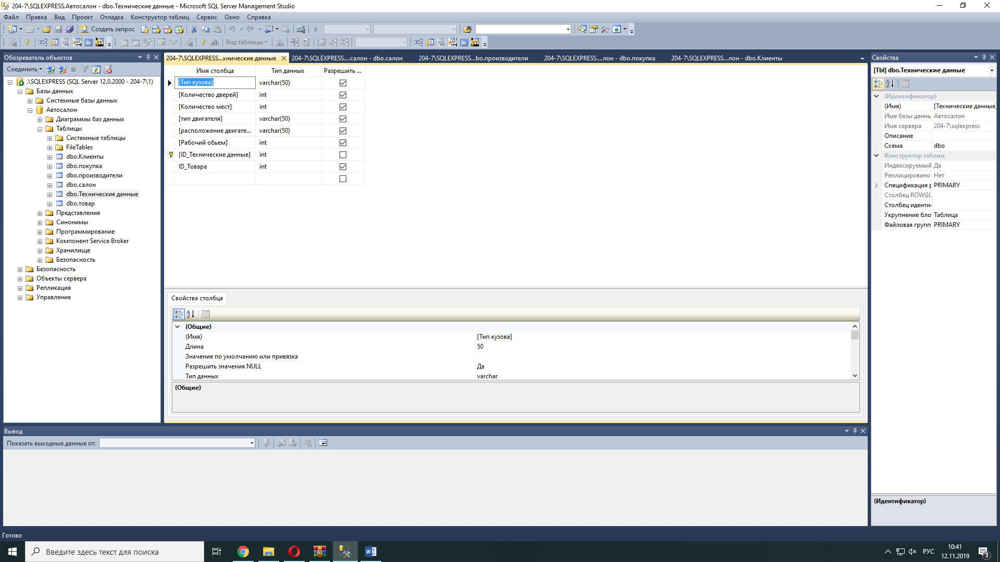 204-7\SQLEXPRESS.Автосалон - dbo.Технические данные - Microsoft SQL Server Management Studio
Файл Правка Вид Проект Отладка Конструктор таблиц Сервис Окно Справка
Создать запрос
Вид таблицы
Обозреватель объектов
Соединить
.\SQLEXPRESS (SQL Server 12.0.2000 - 204-7\1)
Базы данных
Системные базы данных
Автосалон
Диаграммы баз данных
Таблицы
Системные таблицы
FileTables
dbo.Клиенты
dbo.покупка
dbo.производители
dbo.салон
dbo.Технические данные
dbo.товар
Представления
Синонимы
Программирование
Компонент Service Broker
Хранилище
Безопасность
Безопасность
Объекты сервера
Репликация
Управление
204-7\SQLEXPRESS...хнические данные
204-7\SQLEXPRESS....салон - dbo.салон
204-7\SQLEXPRESS...bo.производители
204-7\SQLEXPRESS....лон - dbo.покупка
204-7\SQLEXPRESS...лон - dbo.Клиенты
Имя столбца Тип данных Разрешить ...
[Тип кузова] varchar(50)
[Количество дверей] int
[Количество мест] int
[тип двигателя] varchar(50)
[расположение двигате... varchar(50)
[Рабочий обьем] int
[ID_Технические данные] int
ID_Товара int
Свойства столбца
(Общие)
(Имя) [Тип кузова]
Длина 50
Значение по умолчанию или привязка
Разрешить значения NULL Да
Тип данных varchar
(Общие)
Свойства
[Tbl] dbo.Технические данные
(Идентификатор)
(Имя) [Технические данные]
Имя базы данн Автосалон
Имя сервера 204-7\sqlexpress
Описание
Схема dbo
Конструктор таблиц
Индексируемый Да
Реплицировано Нет
Спецификация р PRIMARY
Столбец ROWGU
Столбец иденти
Укрупнение бло Таблица
Файловая групп PRIMARY
(Идентификатор)
Вывод
Показать выходные данные от:
Готово
Введите здесь текст для поиска
РУС
10:41
12.11.2019
3